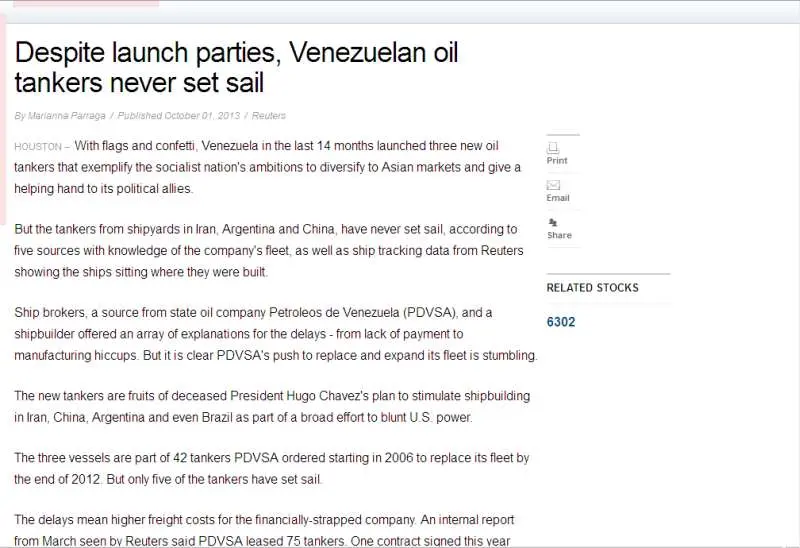 Despite launch parties, Venezuelan oil
tankers never set sail
By Marianna Parraga / Published October 01, 2013 / Reuters
HOUSTON – With flags and confetti, Venezuela in the last 14 months launched three new oil
tankers that exemplify the socialist nation's ambitions to diversify to Asian markets and give a
helping hand to its political allies.
But the tankers from shipyards in Iran, Argentina and China, have never set sail, according to
five sources with knowledge of the company's fleet, as well as ship tracking data from Reuters
showing the ships sitting where they were built.
Ship brokers, a source from state oil company Petroleos de Venezuela (PDVSA), and a
shipbuilder offered an array of explanations for the delays - from lack of payment to
manufacturing hiccups. But it is clear PDVSA's push to replace and expand its fleet is stumbling.
The new tankers are fruits of deceased President Hugo Chavez's plan to stimulate shipbuilding
in Iran, China, Argentina and even Brazil as part of a broad effort to blunt U.S. power.
The three vessels are part of 42 tankers PDVSA ordered starting in 2006 to replace its fleet by
the end of 2012. But only five of the tankers have set sail.
The delays mean higher freight costs for the financially-strapped company. An internal report
from March seen by Reuters said PDVSA leased 75 tankers. One contract signed this year
Print
Email
Share
RELATED STOCKS
6302